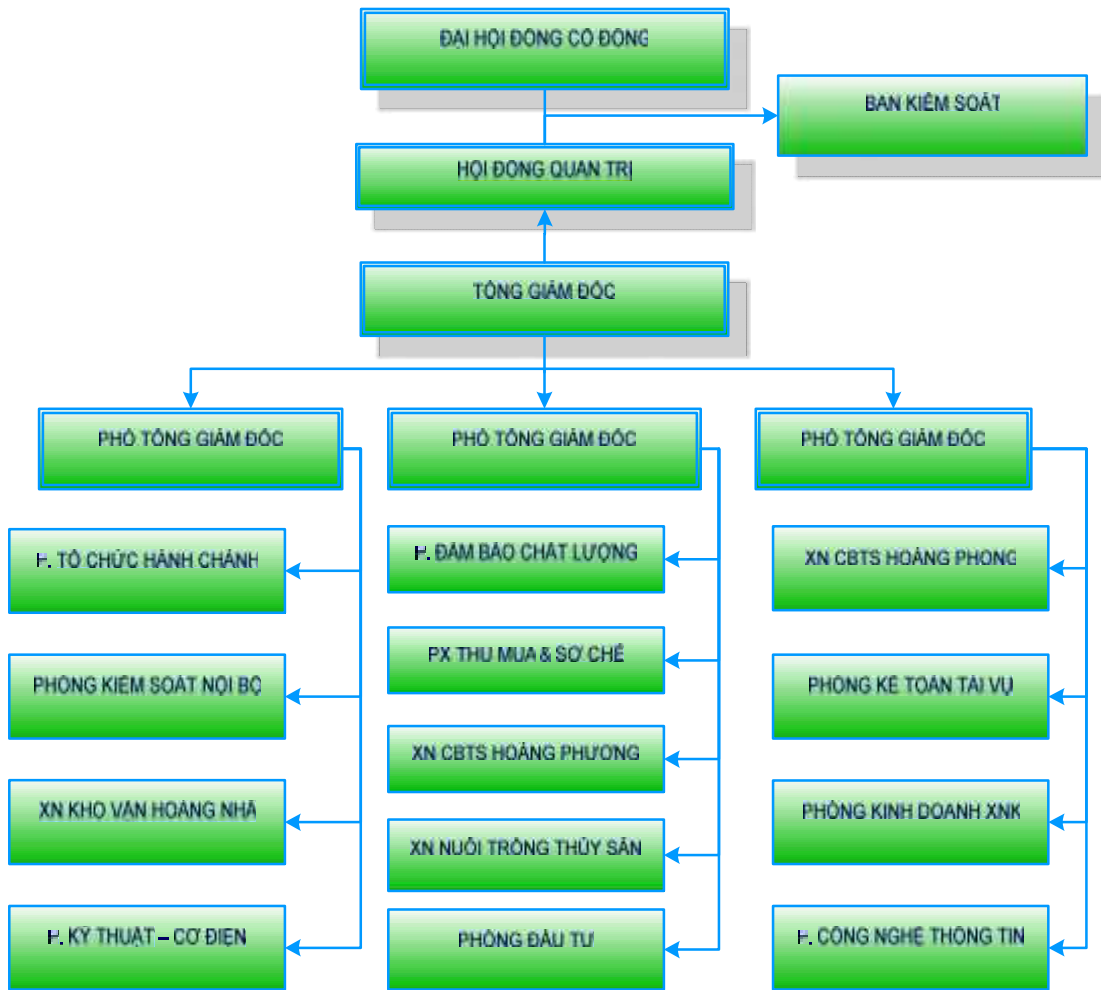 ĐẠI HỘI ĐỒNG CỔ ĐÔNG
BAN KIỂM SOÁT
HỘI ĐỒNG QUẢN TRỊ
TỔNG GIÁM ĐỐC
PHÓ TỔNG GIÁM ĐỐC
PHÓ TỔNG GIÁM ĐỐC
PHÓ TỔNG GIÁM ĐỐC
P. TỔ CHỨC HÀNH CHÁNH
PHÒNG KIỂM SOÁT NỘI BỘ
XN KHO VẬN HOÀNG NHÃ
P. KỸ THUẬT – CƠ ĐIỆN
P. ĐẢM BẢO CHẤT LƯỢNG
PX THU MUA & SƠ CHẾ
XN CBTS HOÀNG PHƯƠNG
XN NUÔI TRỒNG THỦY SẢN
PHÒNG ĐẦU TƯ
XN CBTS HOÀNG PHONG
PHÒNG KẾ TOÁN TÀI VỤ
PHÒNG KINH DOANH XNK
P. CÔNG NGHỆ THÔNG TIN